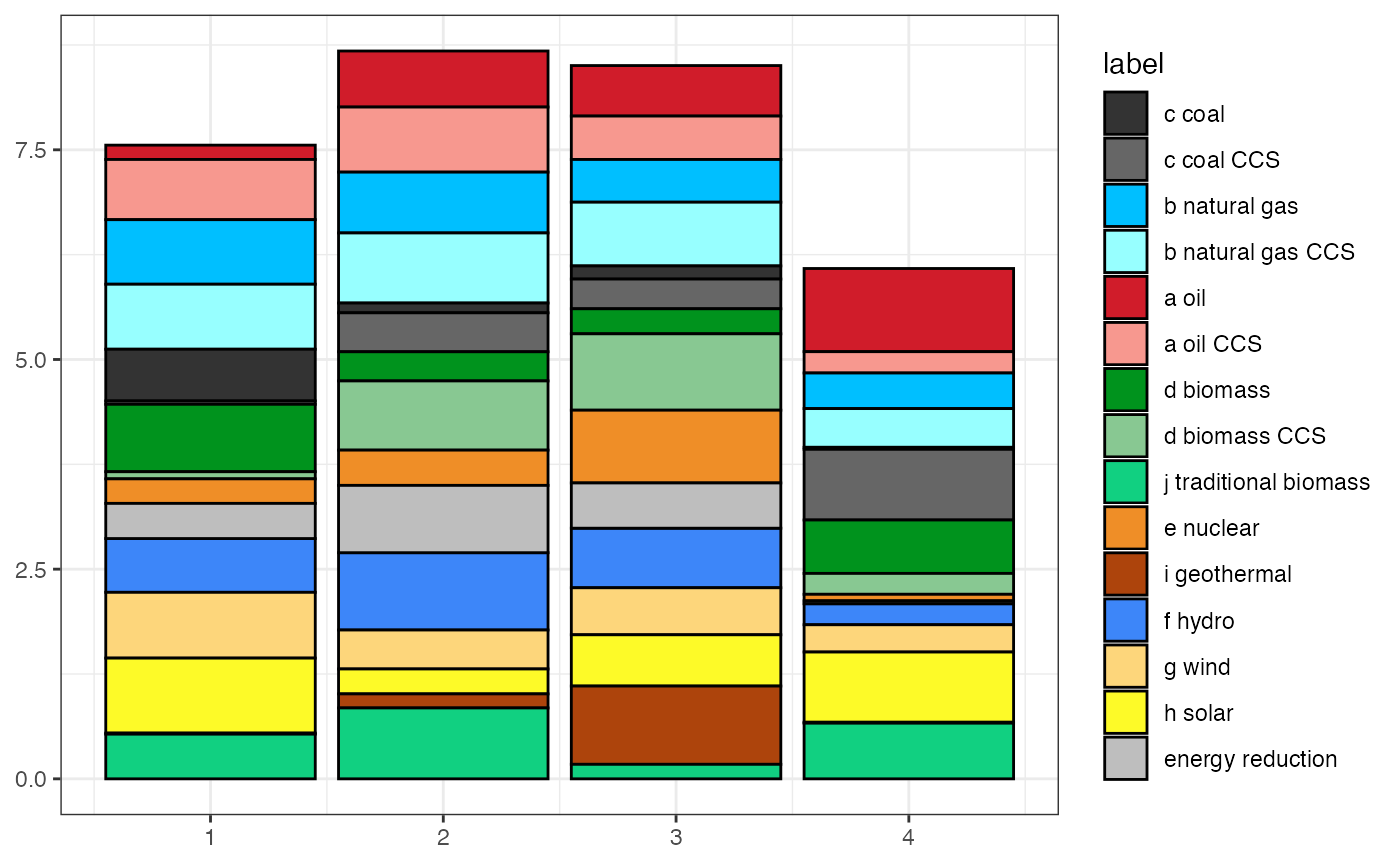 7.5
5.0
2.5
0.0
1
2
3
4
label
c coal
c coal CCS
b natural gas
b natural gas CCS
a oil
a oil CCS
d biomass
d biomass CCS
j traditional biomass
e nuclear
i geothermal
f hydro
g wind
h solar
energy reduction